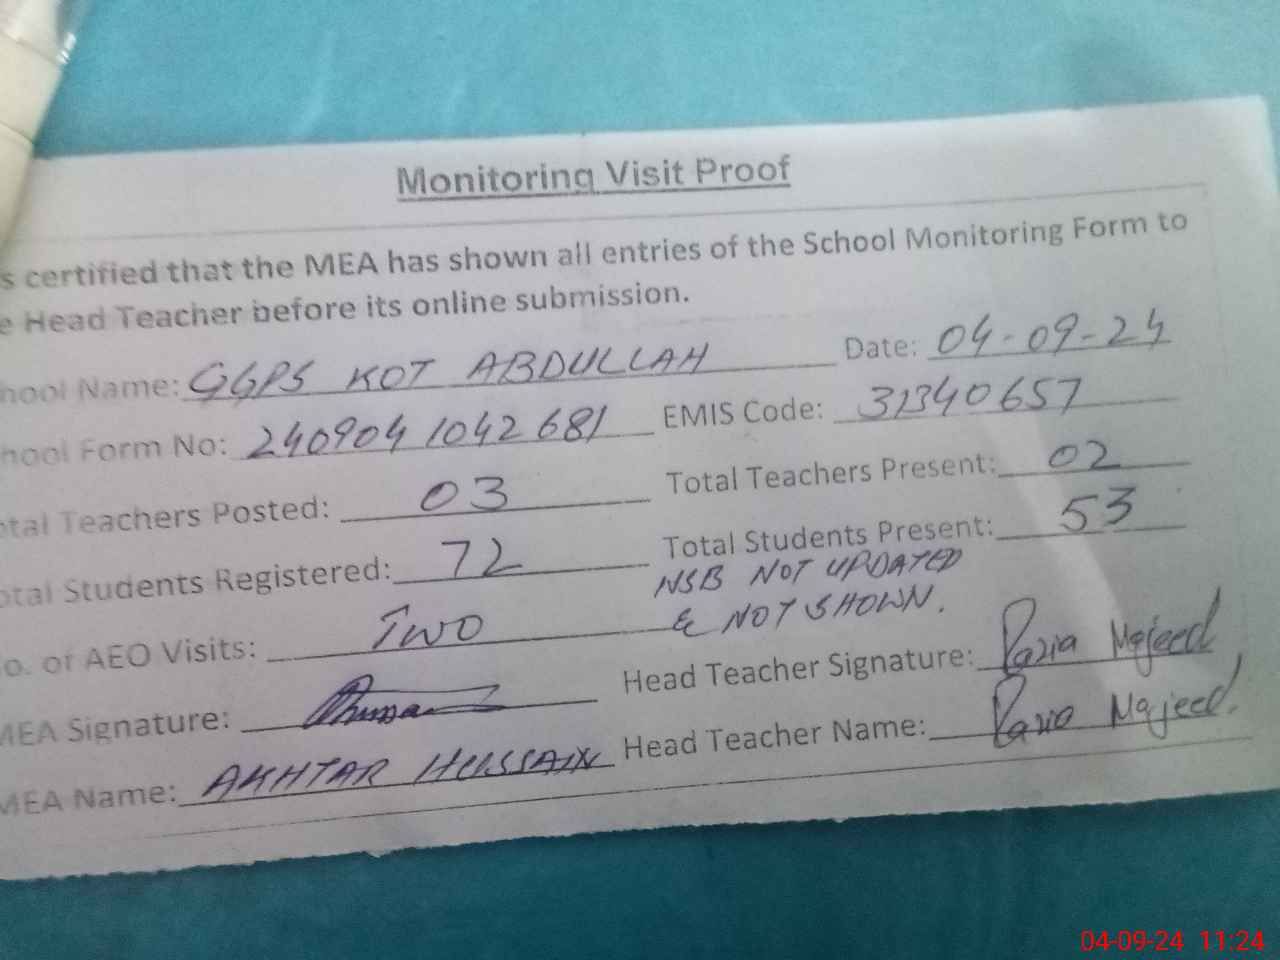 Monitoring Visit Proof
s certified that the MEA has shown all entries of the School Monitoring Form to
e Head Teacher before its online submission.
hool Name: GGPS KOT ABDULLAH Date: 04-09-24
hool Form No: 2409041042681 EMIS Code: 31340657
otal Teachers Posted: 03 Total Teachers Present: 02
otal Students Registered: 72 Total Students Present: 53
NSB NOT UPDATED
& NOT SHOWN.
o. of AEO Visits: Two
MEA Signature: Head Teacher Signature: Razia Majeed
MEA Name: AKHTAR HUSSAIN Head Teacher Name: Razia Majeed.
04-09-24 11:24